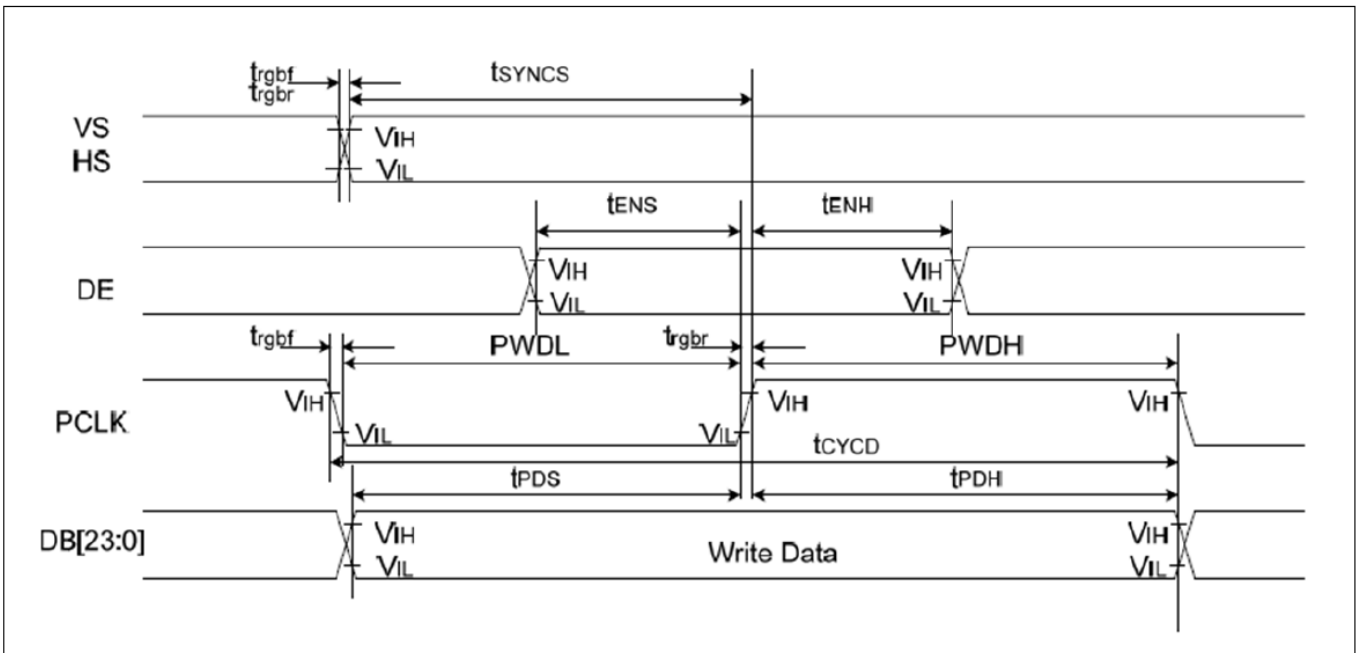 trgbf
trgbr
tSYNCS
VS
HS
VIH
VIL
tENS
tENH
DE
VIH
VIL
VIH
VIL
trgbf
PWDL
trgbr
PWDH
PCLK
VIH
VIL
VIL
VIH
VIH
tCYCD
tPDS
tPDH
DB[23:0]
VIH
VIL
Write Data
VIH
VIL